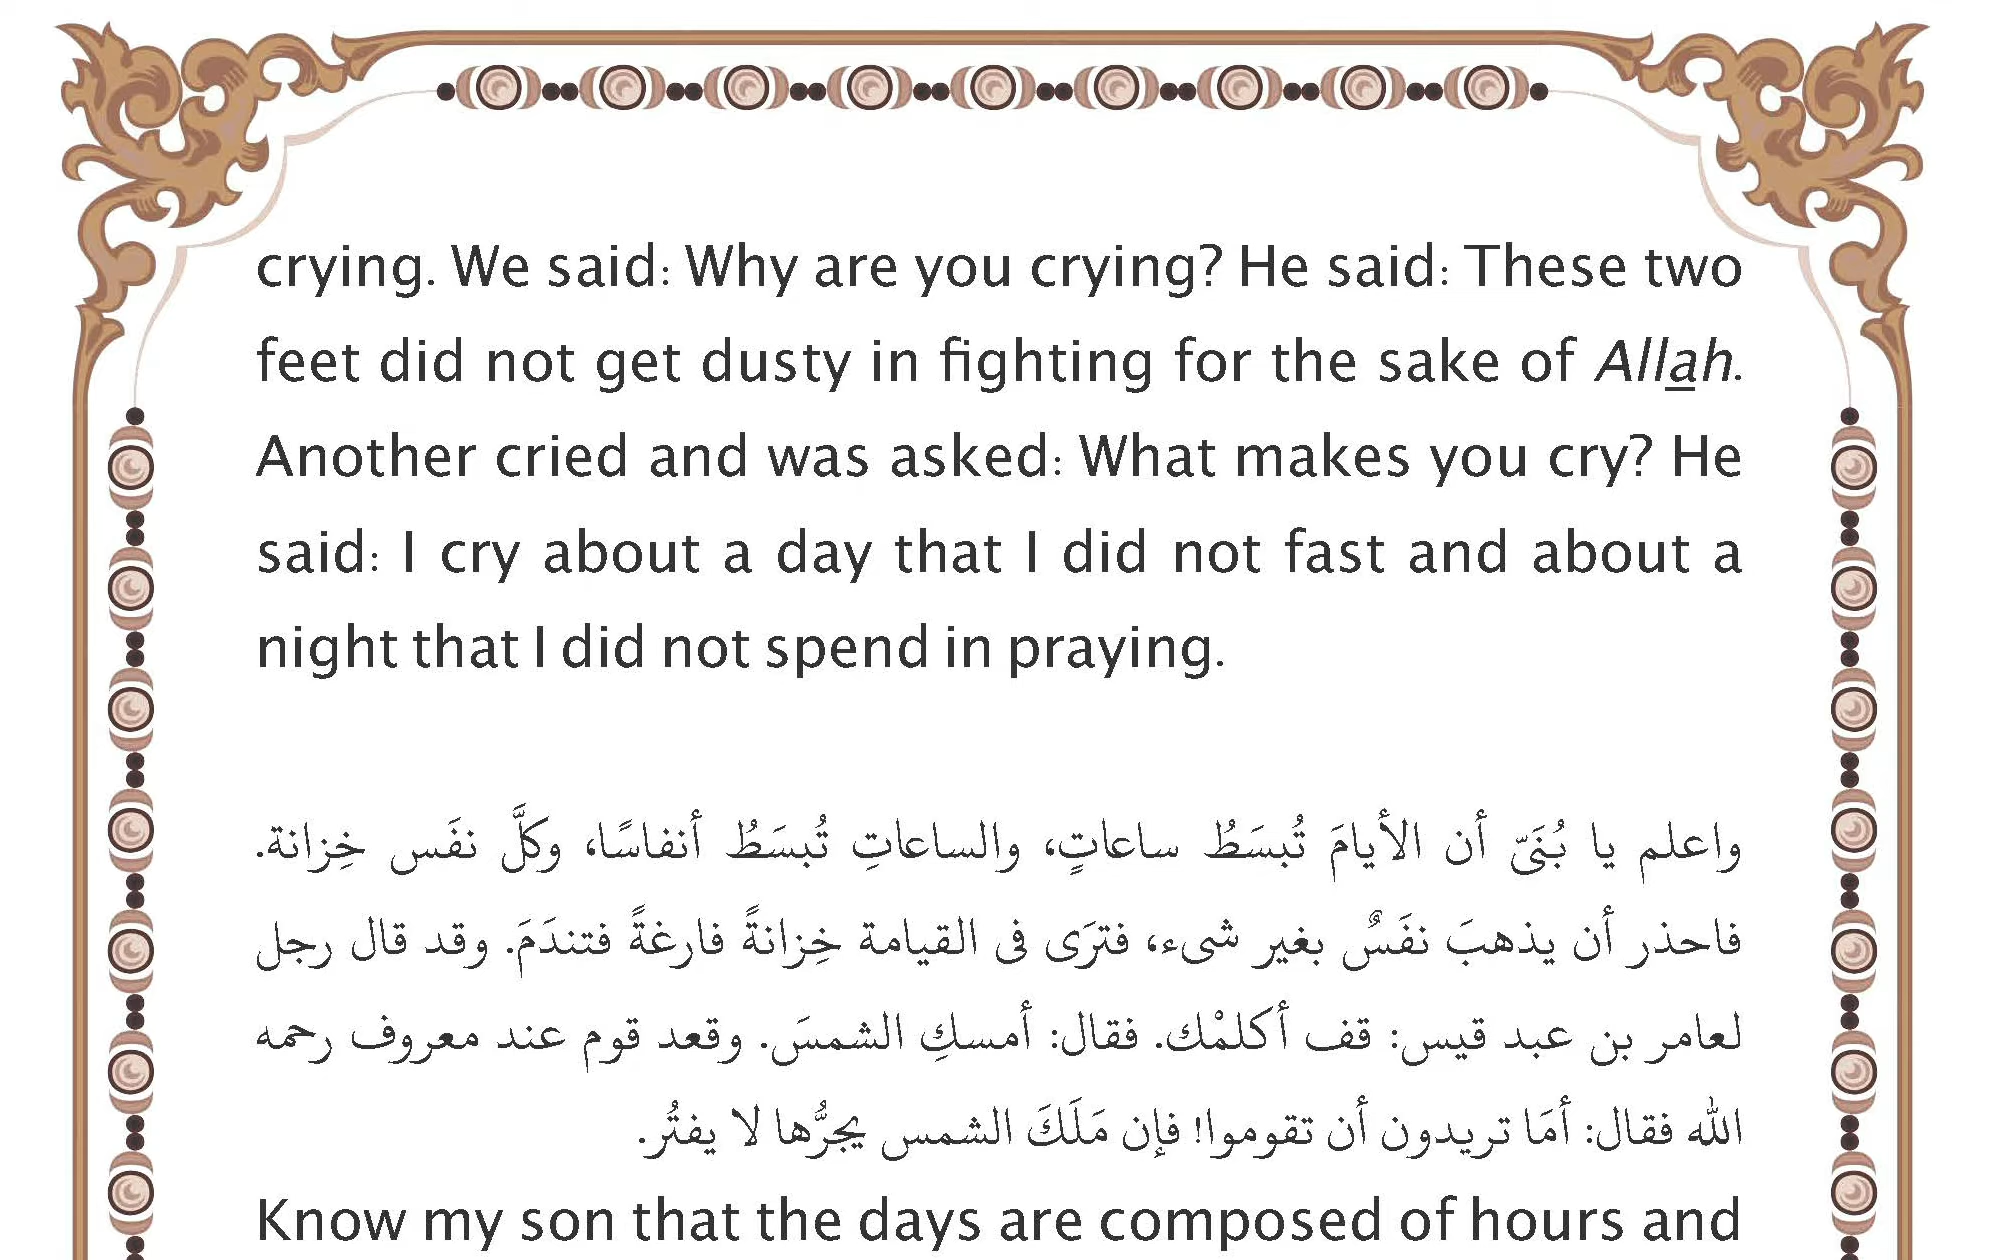 crying. We said: Why are you crying? He said: These two
feet did not get dusty in fighting for the sake of Allah.
Another cried and was asked: What makes you cry? He
said: I cry about a day that I did not fast and about a
night that I did not spend in praying.
واعلم يا بُنَىّ أن الأيامَ تُبسَطُ ساعاتٍ، والساعاتِ تُبسَطُ أنفاسًا، وكلَّ نفَس خِزانة.
فاحذر أن يذهبَ نفَسٌ بغير شىء، فترَى فى القيامة خِزانةً فارغةً فتندَمَ. وقد قال رجل
لعامر بن عبد قيس: قف أكلمْك. فقال: أمسكِ الشمسَ. وقعد قوم عند معروف رحمه
الله فقال: أمَا تريدون أن تقوموا! فإن مَلَكَ الشمس يجرُّها لا يفتُر.
Know my son that the days are composed of hours and